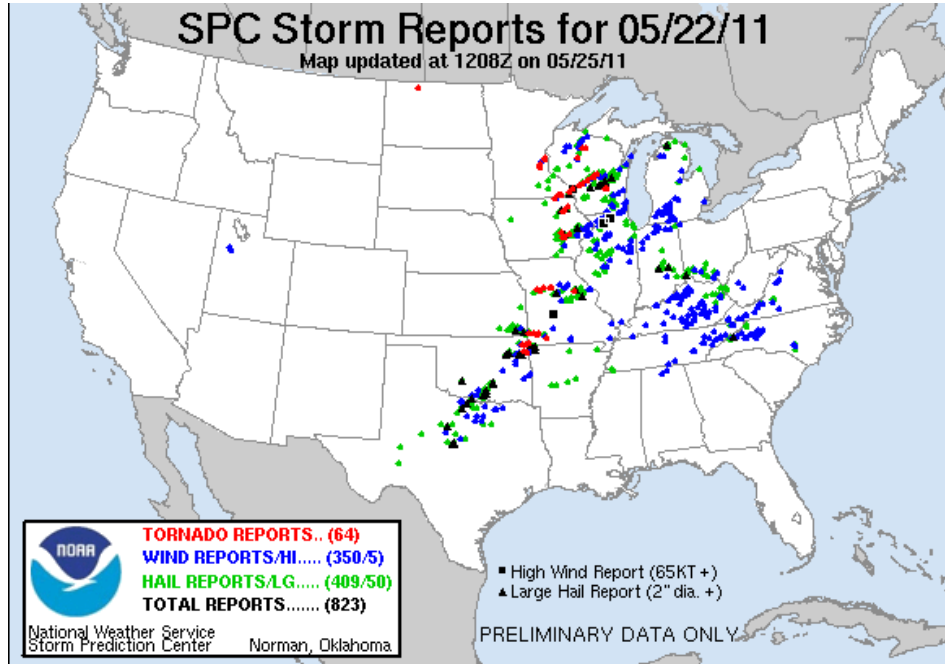 SPC Storm Reports for 05/22/11
Map updated at 1208Z on 05/25/11
NOAA
TORNADO REPORTS.. (64)
WIND REPORTS/HI..... (350/5)
HAIL REPORTS/LG..... (409/50)
TOTAL REPORTS....... (823)
National Weather Service
Storm Prediction Center Norman, Oklahoma
High Wind Report (65KT +)
Large Hail Report (2" dia. +)
PRELIMINARY DATA ONLY